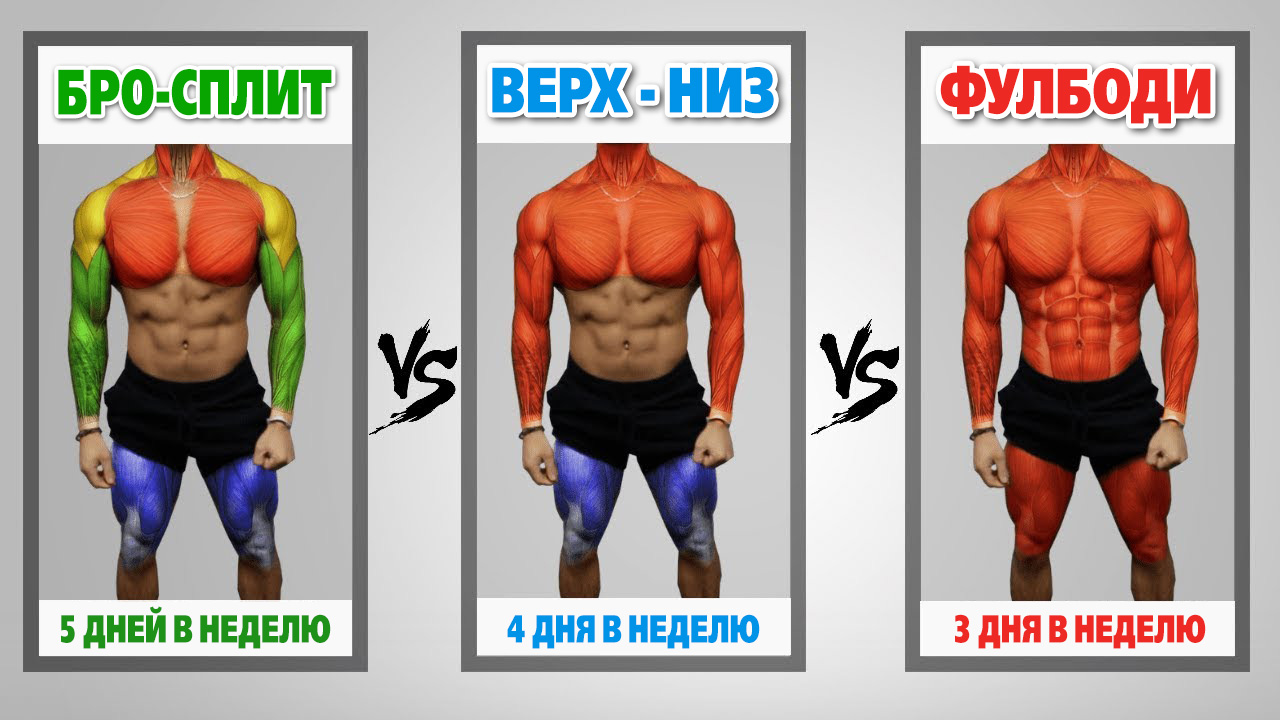 БРО-СПЛИТ
5 ДНЕЙ В НЕДЕЛЮ
VS
ВЕРХ - НИЗ
4 ДНЯ В НЕДЕЛЮ
VS
ФУЛБОДИ
3 ДНЯ В НЕДЕЛЮ